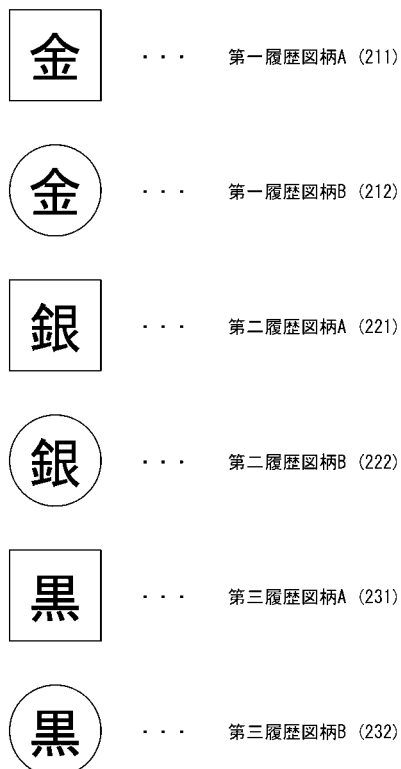 金 ・・・ 第一履歴図柄A (211)
金 ・・・ 第一履歴図柄B (212)
銀 ・・・ 第二履歴図柄A (221)
銀 ・・・ 第二履歴図柄B (222)
黒 ・・・ 第三履歴図柄A (231)
黒 ・・・ 第三履歴図柄B (232)